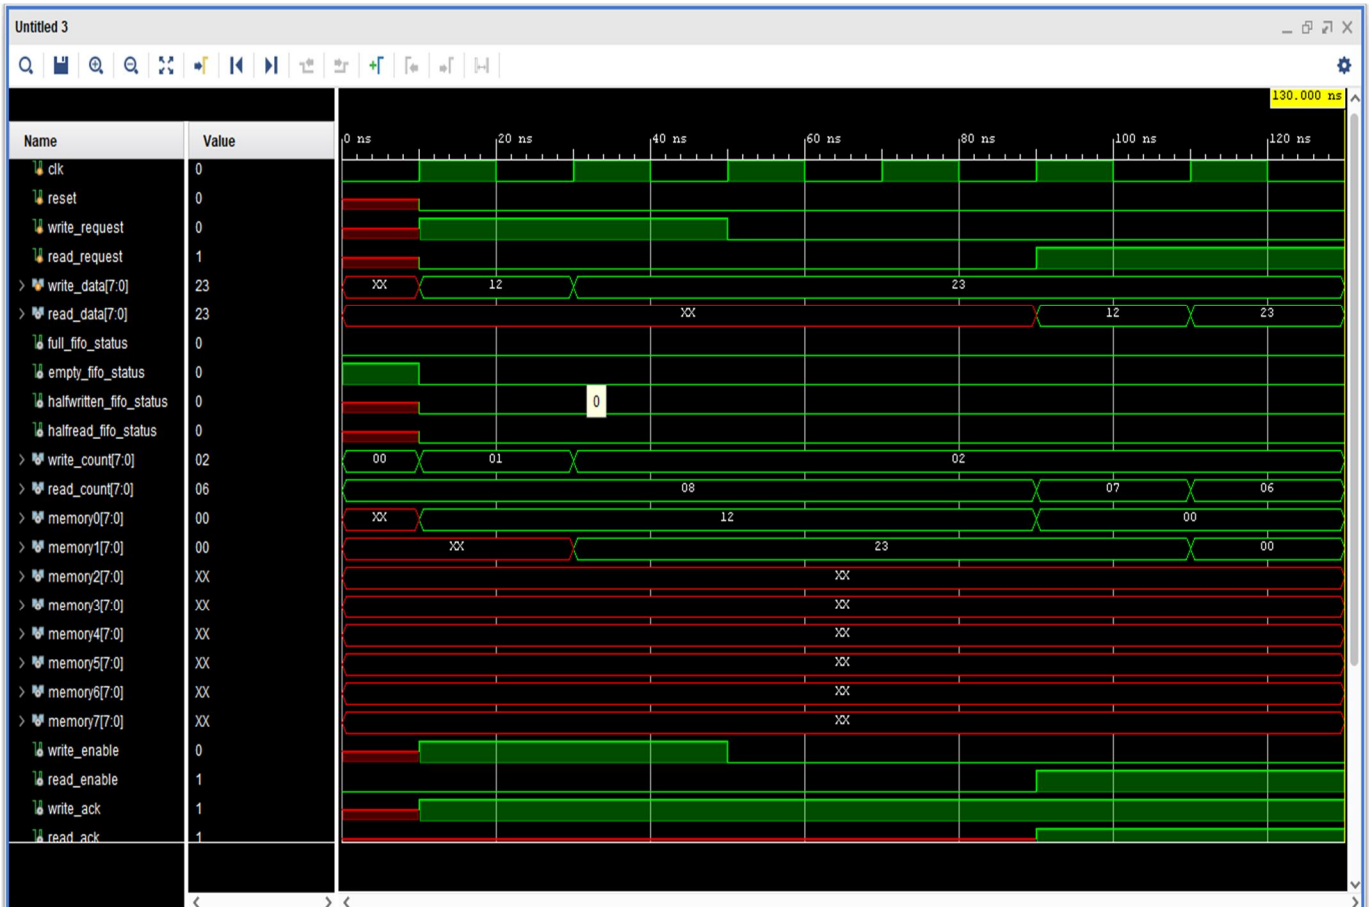 Untitled 3
130.000 ns
Name Value 0 ns 20 ns 40 ns 60 ns 80 ns 100 ns 120 ns
clk 0
reset 0
write_request 0
read_request 1
write_data[7:0] 23 XX 12 23
read_data[7:0] 23 XX 12 23
full_fifo_status 0
empty_fifo_status 0
halfwritten_fifo_status 0 0
halfread_fifo_status 0
write_count[7:0] 02 00 01 02
read_count[7:0] 06 08 07 06
memory0[7:0] 00 XX 12 00
memory1[7:0] 00 XX 23 00
memory2[7:0] XX XX
memory3[7:0] XX XX
memory4[7:0] XX XX
memory5[7:0] XX XX
memory6[7:0] XX XX
memory7[7:0] XX XX
write_enable 0
read_enable 1
write_ack 1
read_ack 1